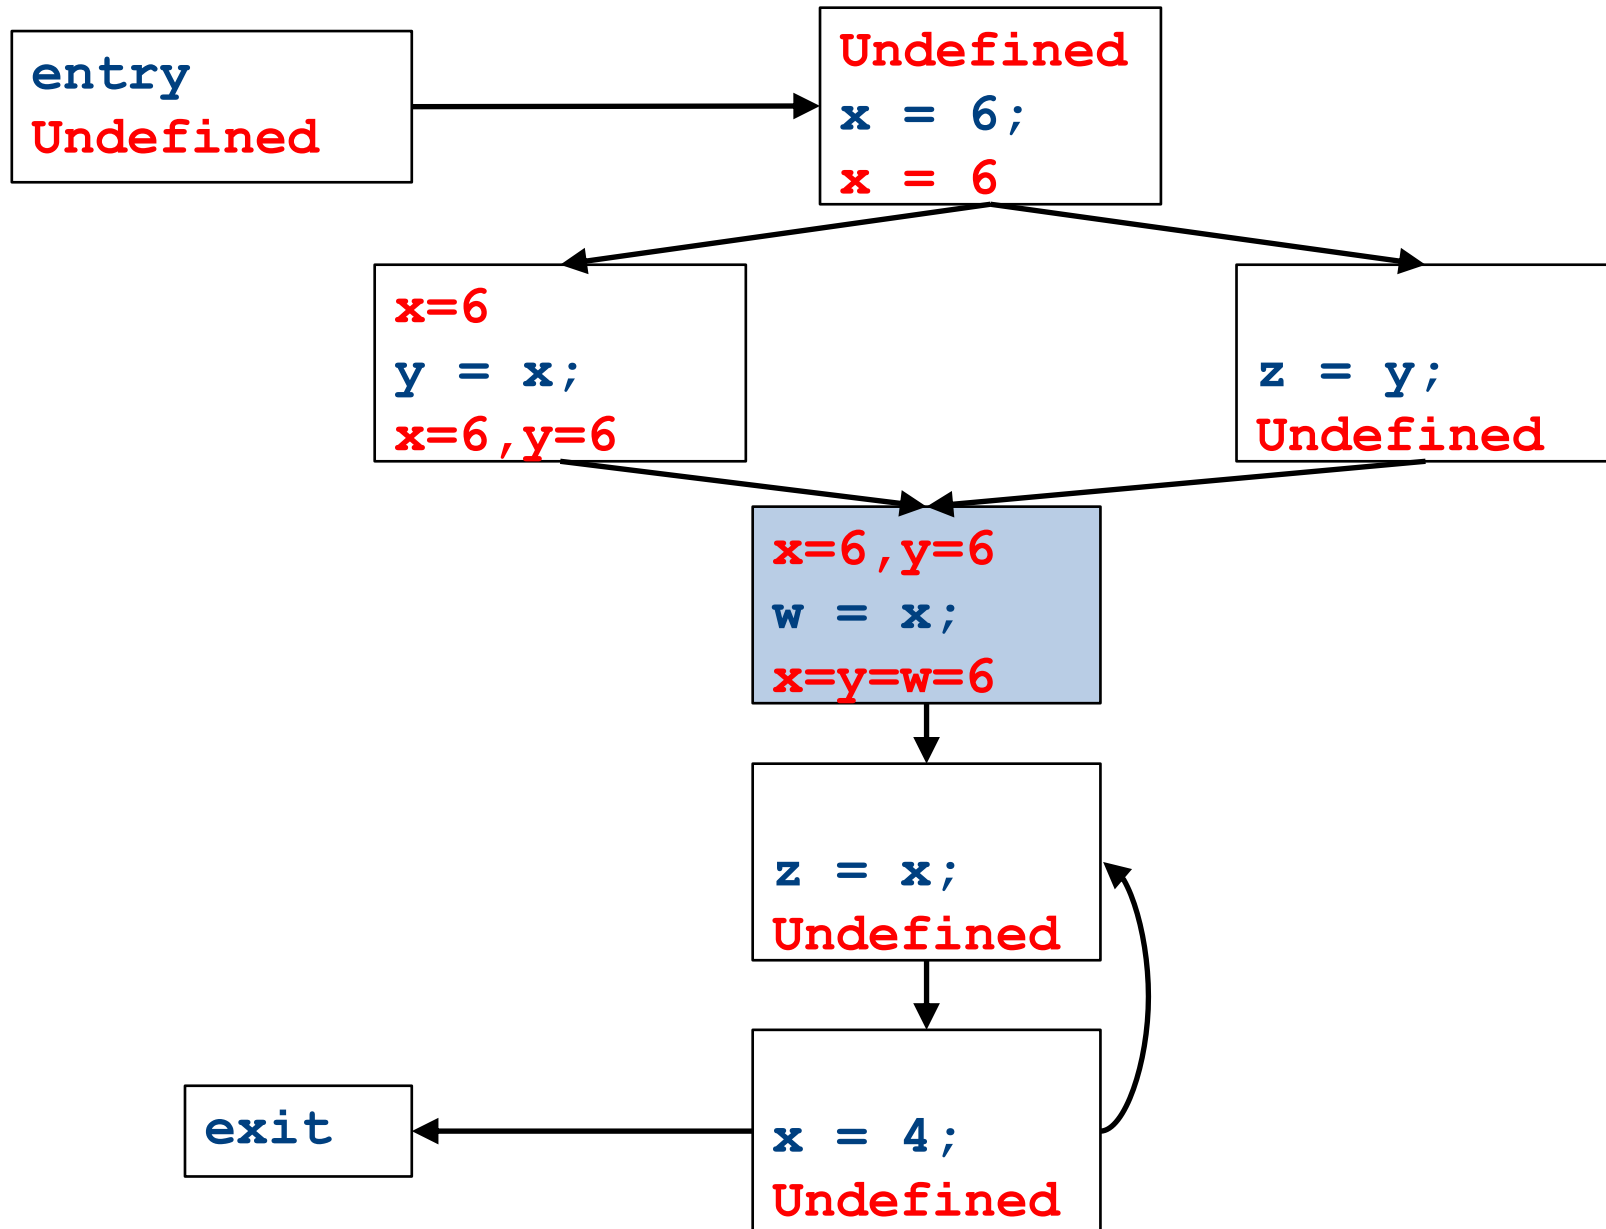 entry
Undefined
Undefined
x = 6;
x = 6
x=6
y = x;
x=6,y=6
z = y;
Undefined
x=6,y=6
w = x;
x=y=w=6
z = x;
Undefined
exit
x = 4;
Undefined